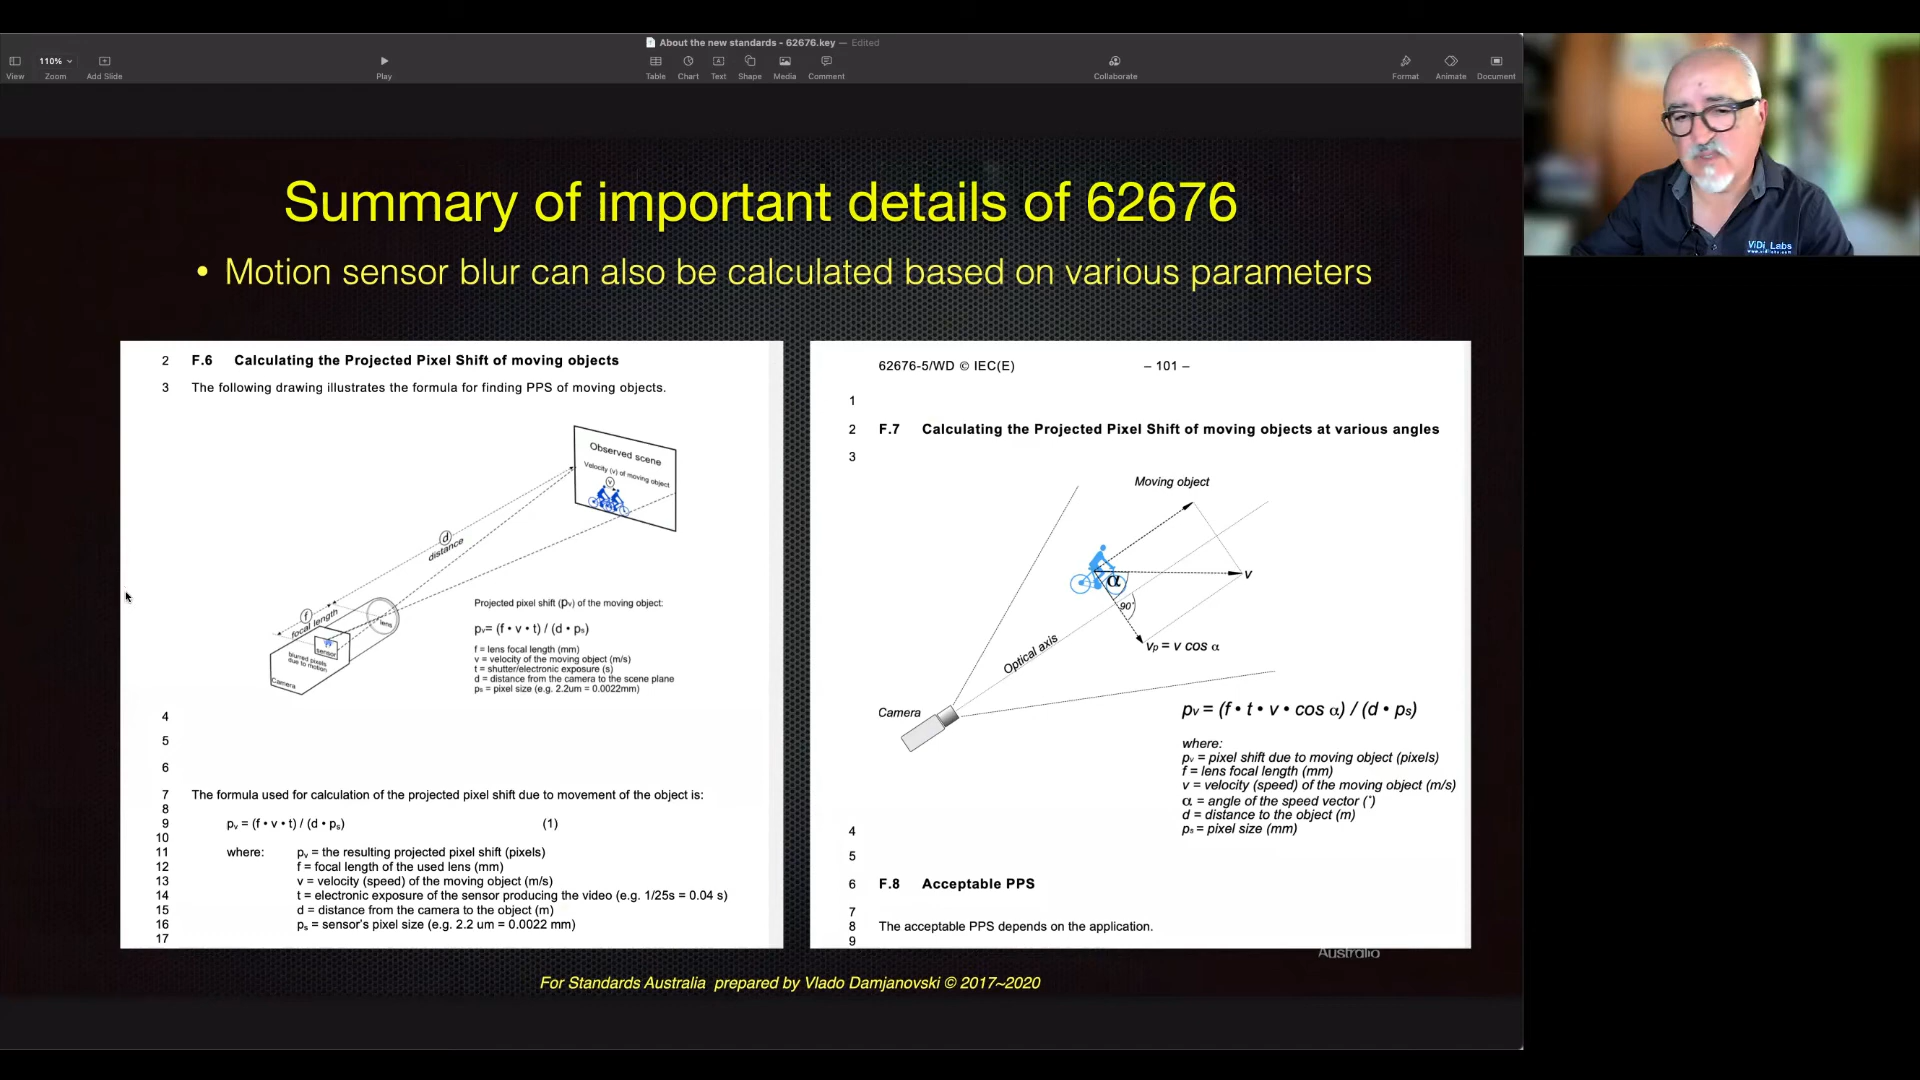 About the new standards - 62676.key — Edited
110%
View
Zoom
Add Slide
Play
Table
Chart
Text
Shape
Media
Comment
Collaborate
Format
Animate
Document
ViDi Labs
Summary of important details of 62676
• Motion sensor blur can also be calculated based on various parameters
2 F.6 Calculating the Projected Pixel Shift of moving objects
3 The following drawing illustrates the formula for finding PPS of moving objects.
Observed scene
Velocity (v) of moving object
v
d
distance
f
focal length
lens
sensor
blurred pixels
due to motion
Camera
Projected pixel shift (pv) of the moving object:
pv= (f • v • t) / (d • ps)
f = lens focal length (mm)
v = velocity of the moving object (m/s)
t = shutter/electronic exposure (s)
d = distance from the camera to the scene plane
ps = pixel size (e.g. 2.2um = 0.0022mm)
4
5
6
7 The formula used for calculation of the projected pixel shift due to movement of the object is:
8
9 pv = (f • v • t) / (d • ps) (1)
10
11 where: pv = the resulting projected pixel shift (pixels)
12 f = focal length of the used lens (mm)
13 v = velocity (speed) of the moving object (m/s)
14 t = electronic exposure of the sensor producing the video (e.g. 1/25s = 0.04 s)
15 d = distance from the camera to the object (m)
16 ps = sensor's pixel size (e.g. 2.2 um = 0.0022 mm)
17
62676-5/WD © IEC(E) – 101 –
1
2 F.7 Calculating the Projected Pixel Shift of moving objects at various angles
3
Moving object
α
v
90°
vp = v cos α
Optical axis
Camera
pv = (f • t • v • cos α) / (d • ps)
where:
pv = pixel shift due to moving object (pixels)
f = lens focal length (mm)
v = velocity (speed) of the moving object (m/s)
α = angle of the speed vector (°)
d = distance to the object (m)
ps = pixel size (mm)
4
5
6 F.8 Acceptable PPS
7
8 The acceptable PPS depends on the application.
9
Australia
For Standards Australia prepared by Vlado Damjanovski © 2017~2020